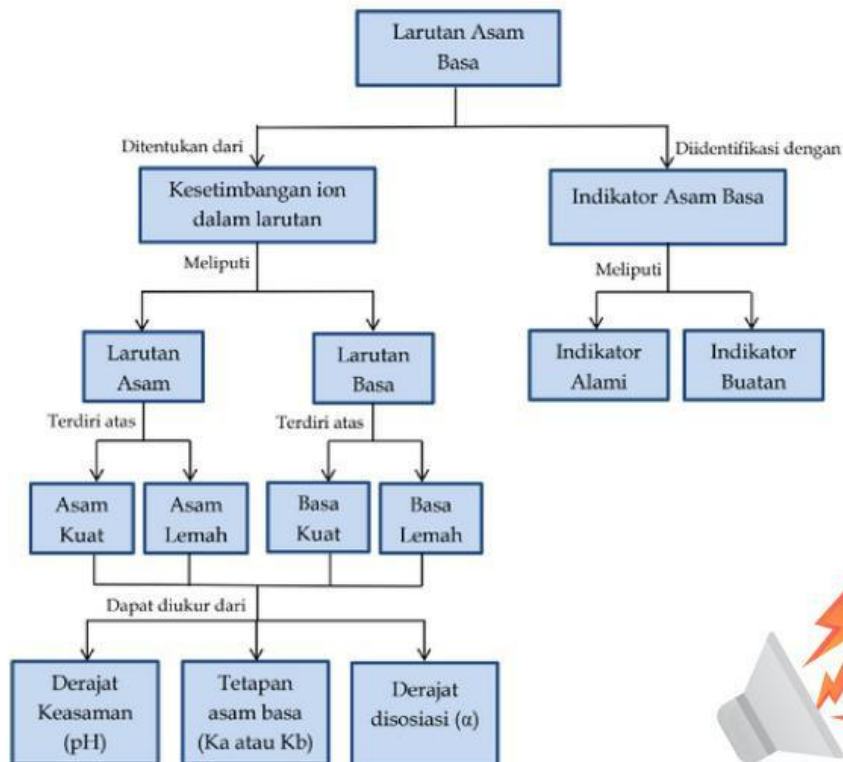 Larutan Asam
Basa
Ditentukan dari
Diidentifikasi dengan
Kesetimbangan ion
dalam larutan
Indikator Asam Basa
Meliputi
Meliputi
Larutan
Asam
Larutan
Basa
Indikator
Alami
Indikator
Buatan
Terdiri atas
Terdiri atas
Asam
Kuat
Asam
Lemah
Basa
Kuat
Basa
Lemah
Dapat diukur dari
Derajat
Keasaman
(pH)
Tetapan
asam basa
(Ka atau Kb)
Derajat
disosiasi (α)